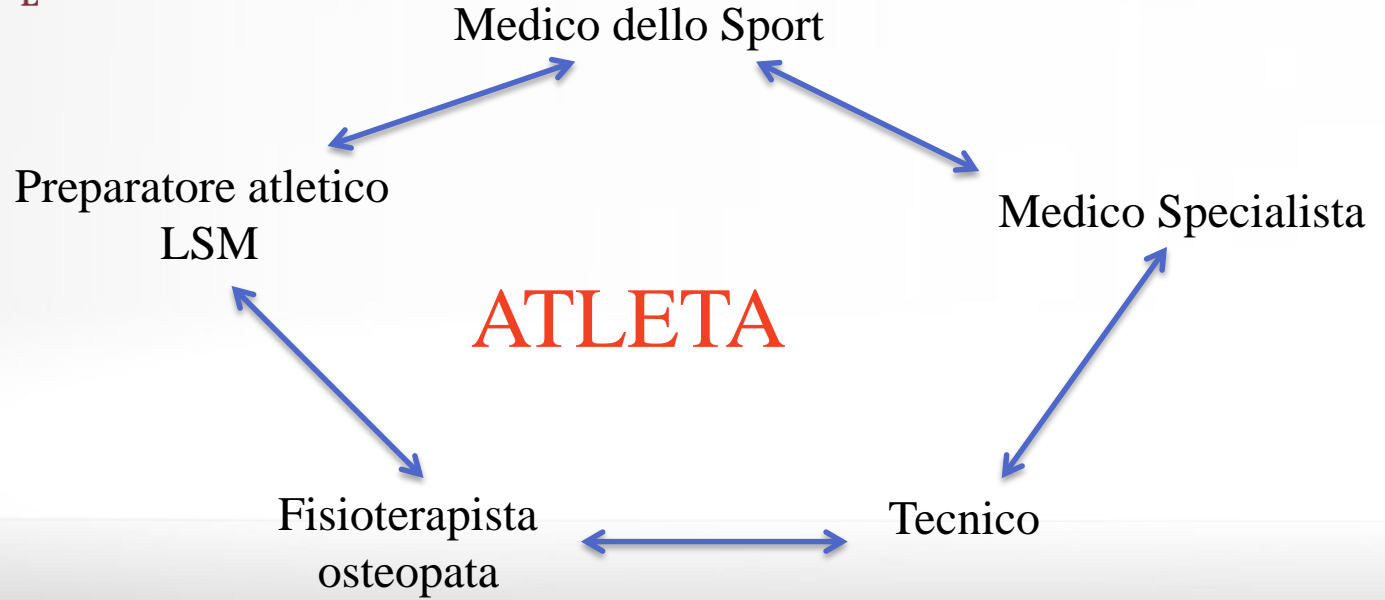 L
Medico dello Sport
Preparatore atletico
LSM
Medico Specialista
ATLETA
Fisioterapista
osteopata
Tecnico